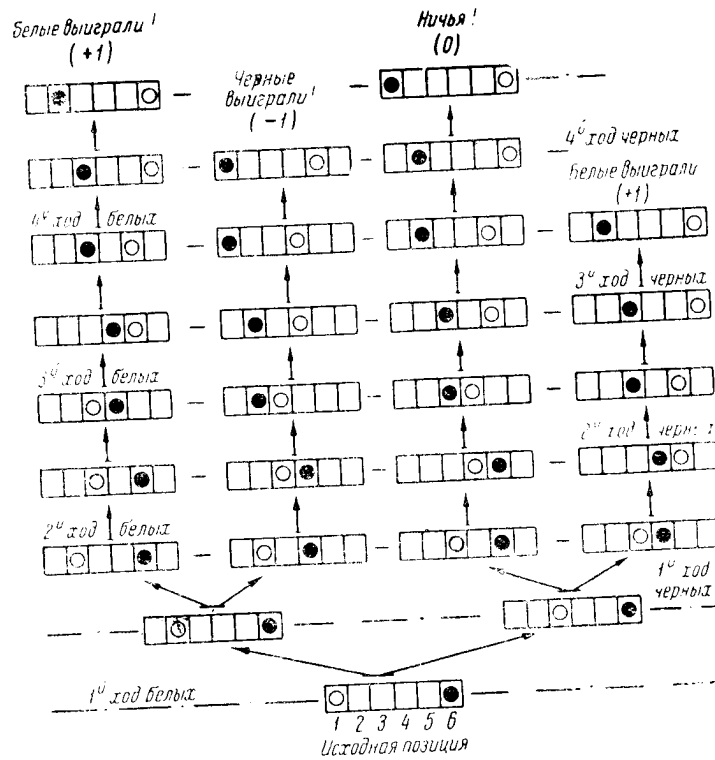 Белые выиграли!
(+1)
Ничья!
(0)
Черные
выиграли!
(-1)
4й ход черных
Белые выиграли
(+1)
4й ход белых
3й ход черных
3й ход белых
2й ход
2й ход белых
1й ход
черных
1й ход белых
1 2 3 4 5 6
Исходная позиция